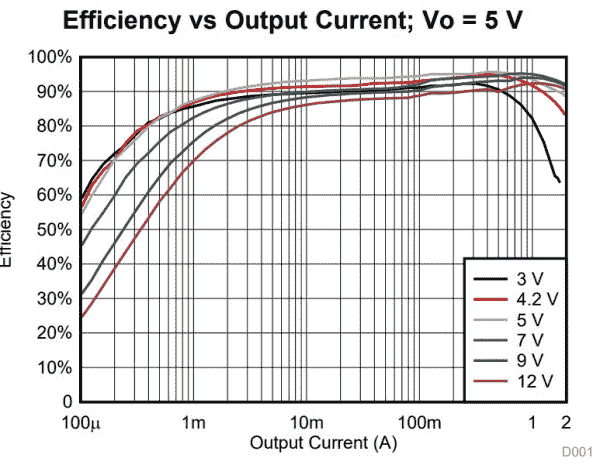 Efficiency vs Output Current; Vo = 5 V
100%
90%
80%
70%
60%
50%
40%
30%
20%
10%
0
Efficiency
3 V
4.2 V
5 V
7 V
9 V
12 V
100µ 1m 10m 100m 1 2
Output Current (A)
D001